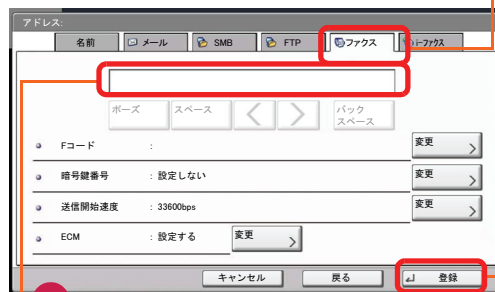 アドレス:
名前 メール SMB FTP ファクス i-ファクス
ポーズ スペース バック
スペース
Fコード : 変更
暗号鍵番号 : 設定しない 変更
送信開始速度 : 33600bps 変更
ECM : 設定する 変更
キャンセル 戻る 登録